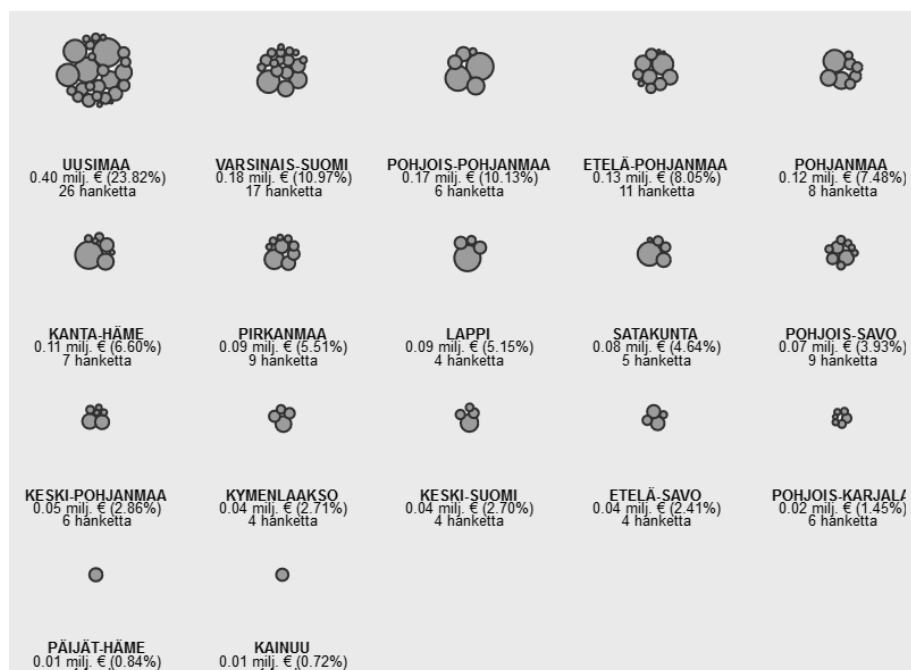 UUSIMAA
0.40 milj. € (23.82%)
26 hanketta
VARSINAIS-SUOMI
0.18 milj. € (10.97%)
17 hanketta
POHJOIS-POHJANMAA
0.17 milj. € (10.13%)
6 hanketta
ETELÄ-POHJANMAA
0.13 milj. € (8.05%)
11 hanketta
POHJANMAA
0.12 milj. € (7.48%)
8 hanketta
KANTA-HÄME
0.11 milj. € (6.60%)
7 hanketta
PIRKANMAA
0.09 milj. € (5.51%)
9 hanketta
LAPPI
0.09 milj. € (5.15%)
4 hanketta
SATAKUNTA
0.08 milj. € (4.64%)
5 hanketta
POHJOIS-SAVO
0.07 milj. € (3.93%)
9 hanketta
KESKI-POHJANMAA
0.05 milj. € (2.86%)
6 hanketta
KYMENLAAKSO
0.04 milj. € (2.71%)
4 hanketta
KESKI-SUOMI
0.04 milj. € (2.70%)
4 hanketta
ETELÄ-SAVO
0.04 milj. € (2.41%)
4 hanketta
POHJOIS-KARJALA
0.02 milj. € (1.45%)
6 hanketta
PÄIJÄT-HÄME
0.01 milj. € (0.84%)
KAINUU
0.01 milj. € (0.72%)